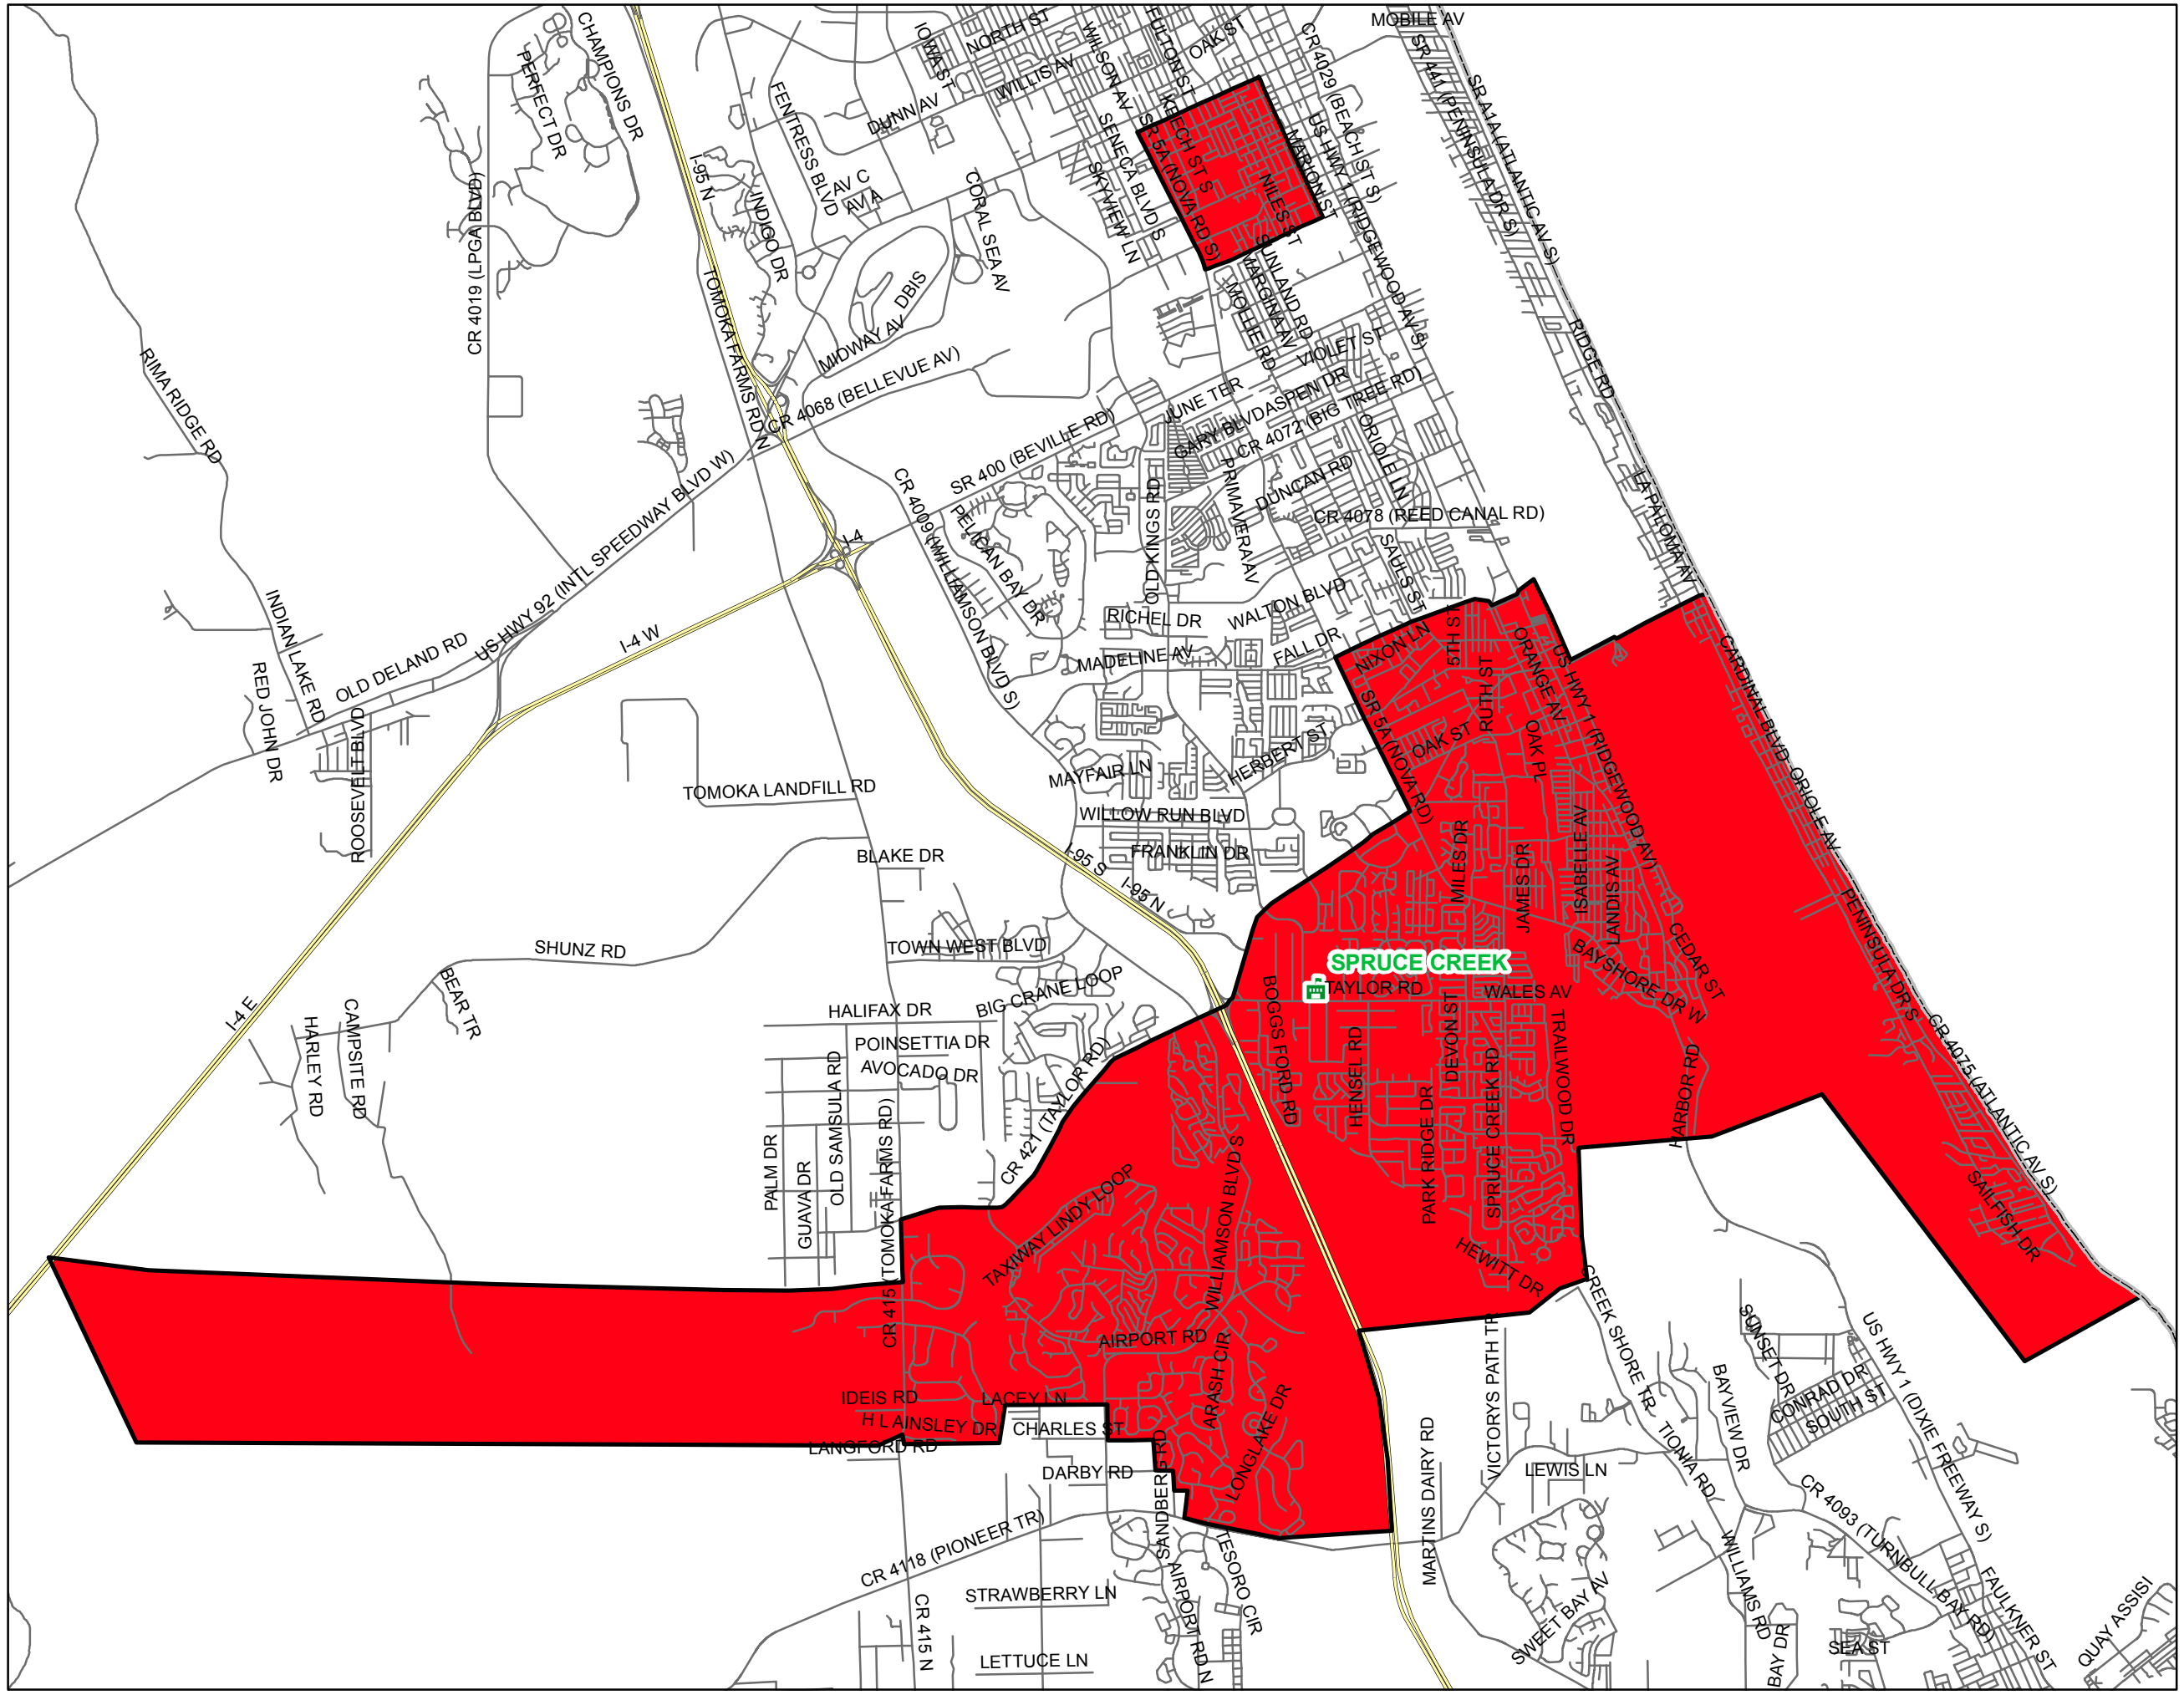 CHAMPIONS DR
PERFECT DR
IOWA ST
NORTH ST
WILLIS AV
WILSON AV
FULTON ST
OAK ST
CR 4029 (BEACH ST S)
MOBILE AV
SR 441 (PENINSULA DR S)
SR A1A (ATLANTIC AV S)
FENTRESS BLVD
DUNN AV
I-95 N
AV C
AV A
INDIGO DR
CR 4019 (LPGA BLVD)
CORAL SEA AV
SENECA BLVD S
SKYVIEW LN
KEECH ST S
SR 5A (NOVA RD S)
NILES ST
MARION ST
US HWY 1 (RIDGEWOOD AV S)
DBIS
MIDWAY AV
TOMOKA FARMS RD N
CR 4068 (BELLEVUE AV)
SUNLAND RD
MARGINA AV
MOLLIE RD
VIOLET ST
RIDGE RD
RIMA RIDGE RD
JUNE TER
ASPEN DR
GARY BLVD
CR 4072 (BIG TREE RD)
SR 400 (BEVILLE RD)
ORIOLE LN
PRIMAVERA AV
DUNCAN RD
OLD KINGS RD
CR 4078 (REED CANAL RD)
LA PALOMA AV
CR 4009 (WILLIAMSON BLVD S)
PELICAN BAY DR
I-4
SAULS ST
US HWY 92 (INTL SPEEDWAY BLVD W)
INDIAN LAKE RD
OLD DELAND RD
I-4 W
RICHEL DR
WALTON BLVD
FALL DR
NIXON LN
5TH ST
MADELINE AV
RED JOHN DR
ROOSEVELT BLVD
ORANGE AV
RUTH ST
US HWY 1 (RIDGEWOOD AV)
CARDINAL BLVD
ORIOLE AV
SR 5A (NOVA RD)
OAK ST
OAK PL
HERBERT ST
MAYFAIR LN
TOMOKA LANDFILL RD
WILLOW RUN BLVD
FRANKLIN DR
BLAKE DR
I-95 S
I-95 N
MILES DR
JAMES DR
ISABELLE AV
LANDIS AV
CEDAR ST
PENINSULA DR S
SHUNZ RD
TOWN WEST BLVD
BEAR TR
BIG CRANE LOOP
SPRUCE CREEK
TAYLOR RD
WALES AV
BAYSHORE DR W
BOGGS FORD RD
I-4 E
HARLEY RD
CAMPSITE RD
HALIFAX DR
POINSETTIA DR
AVOCADO DR
CR 421 (TAYLOR RD)
HENSEL RD
DEVON ST
TRAILWOOD DR
HARBOR RD
CR 4075 (ATLANTIC AV S)
PALM DR
GUAVA DR
OLD SAMSULA RD
CR 415 (TOMOKA FARMS RD)
PARK RIDGE DR
SPRUCE CREEK RD
TAXIWAY LINDY LOOP
WILLIAMSON BLVD S
SAILFISH DR
HEWITT DR
AIRPORT RD
CREEK SHORE TR
VICTORYS PATH TR
SUNSET DR
US HWY 1 (DIXIE FREEWAY S)
IDEIS RD
LACEY LN
H L AINSLEY DR
CHARLES ST
LANGFORD RD
ARASH CIR
LONGLAKE DR
BAYVIEW DR
CONRAD DR
SOUTH ST
MARTINS DAIRY RD
DARBY RD
SANDBERG RD
LEWIS LN
TIONIA RD
CR 4118 (PIONEER TR)
CR 4093 (TURNBULL BAY RD)
TESORO CIR
AIRPORT RD N
WILLIAMS RD
FAULKNER ST
STRAWBERRY LN
CR 415 N
SWEET BAY AV
BAY DR
SEA ST
QUAY ASSISI
LETTUCE LN